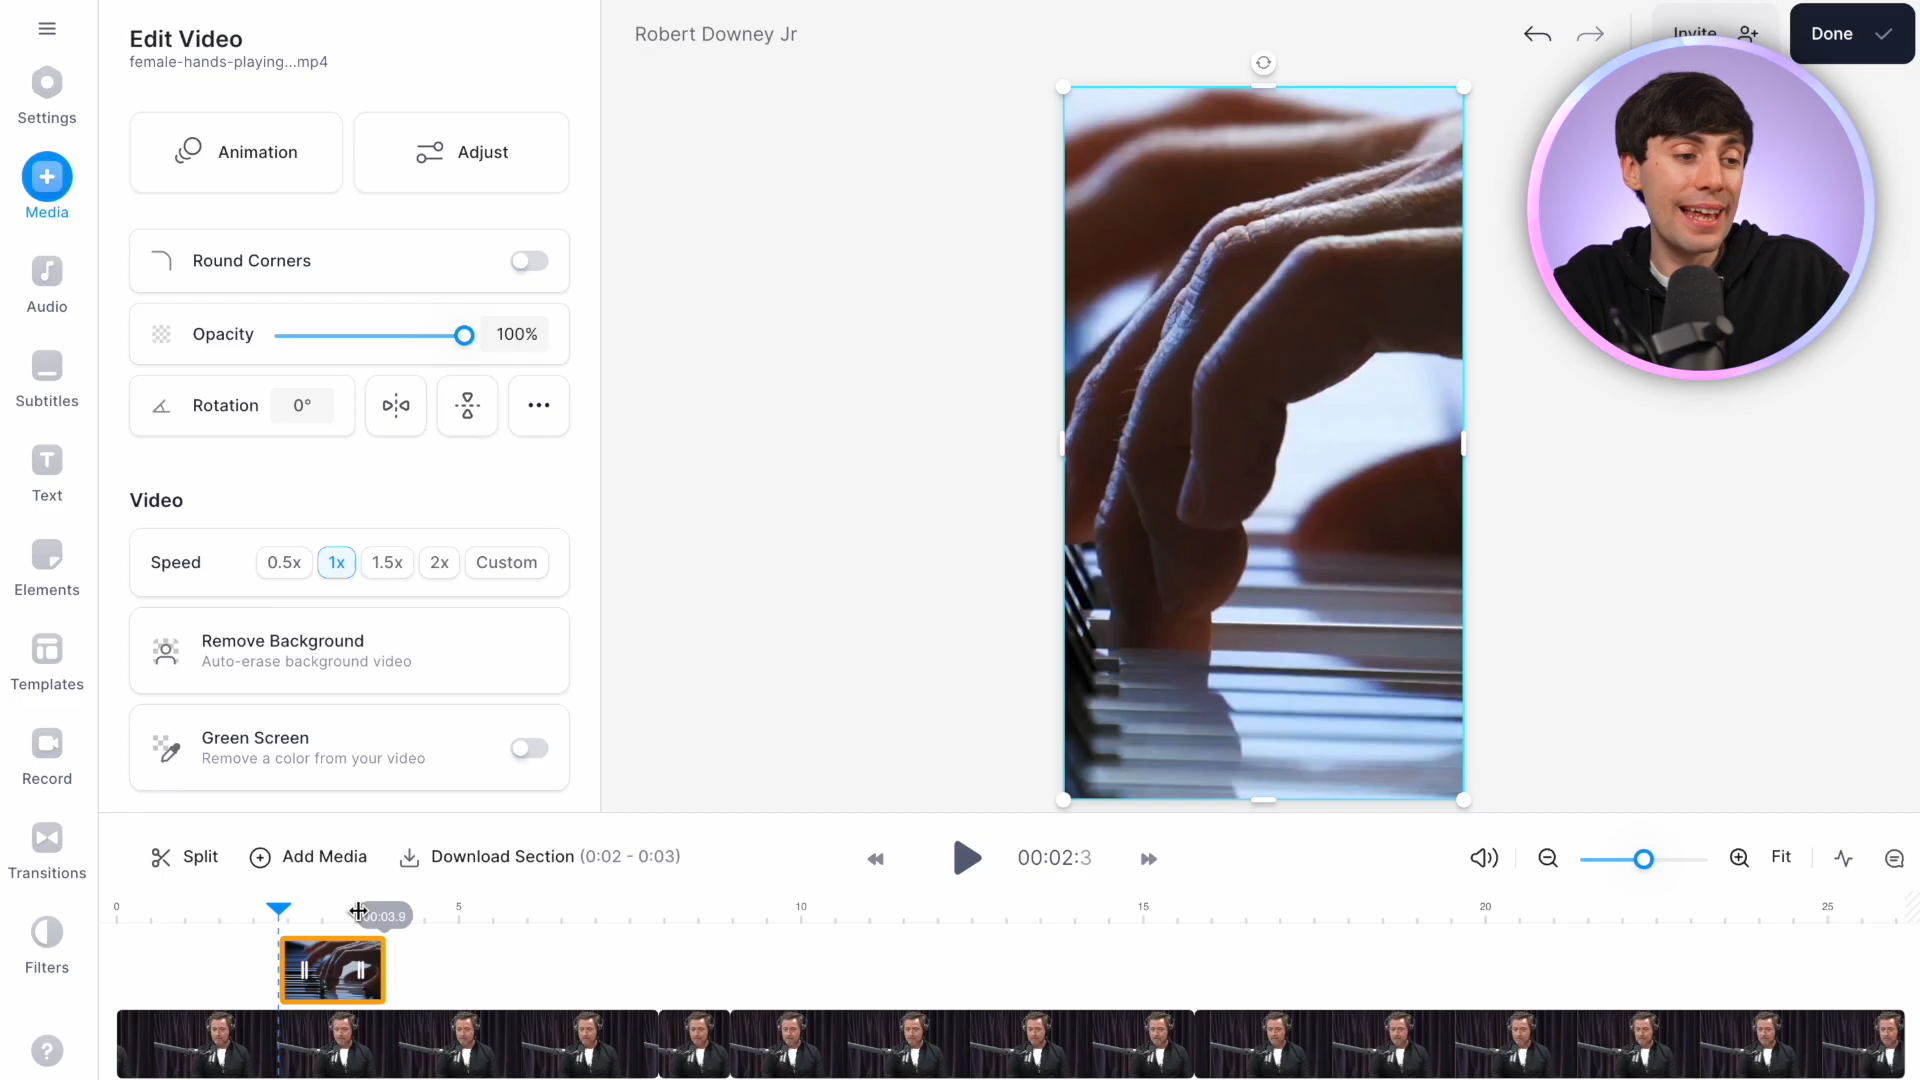 Edit Video
female-hands-playing...mp4
Robert Downey Jr
Invite
Done
Settings
Media
Audio
Subtitles
Text
Elements
Templates
Record
Transitions
Filters
Animation
Adjust
Round Corners
Opacity
100%
Rotation
0°
Video
Speed
0.5x
1x
1.5x
2x
Custom
Remove Background
Auto-erase background video
Green Screen
Remove a color from your video
Split
Add Media
Download Section (0:02 - 0:03)
00:02:3
Fit
0
5
10
15
20
25
00:03.9